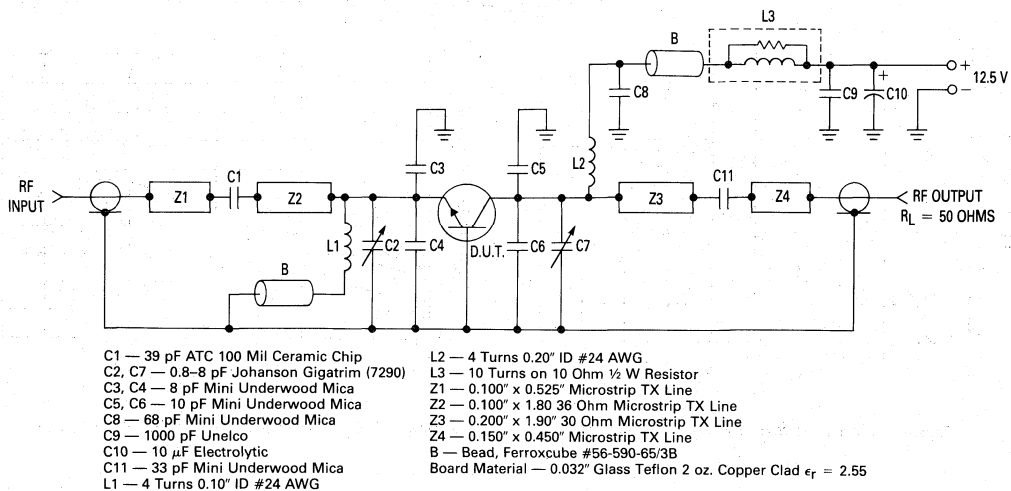 L3
B
+
12.5 V
−
C8
C9
+
C10
C3
C5
L2
RF
INPUT
Z1
C1
Z2
Z3
C11
Z4
RF OUTPUT
RL = 50 OHMS
L1
C2
C4
D.U.T.
C6
C7
B
C1 — 39 pF ATC 100 Mil Ceramic Chip
C2, C7 — 0.8–8 pF Johanson Gigatrim (7290)
C3, C4 — 8 pF Mini Underwood Mica
C5, C6 — 10 pF Mini Underwood Mica
C8 — 68 pF Mini Underwood Mica
C9 — 1000 pF Unelco
C10 — 10 μF Electrolytic
C11 — 33 pF Mini Underwood Mica
L1 — 4 Turns 0.10" ID #24 AWG
L2 — 4 Turns 0.20" ID #24 AWG
L3 — 10 Turns on 10 Ohm ½ W Resistor
Z1 — 0.100" x 0.525" Microstrip TX Line
Z2 — 0.100" x 1.80 36 Ohm Microstrip TX Line
Z3 — 0.200" x 1.90" 30 Ohm Microstrip TX Line
Z4 — 0.150" x 0.450" Microstrip TX Line
B — Bead, Ferroxcube #56-590-65/3B
Board Material — 0.032" Glass Teflon 2 oz. Copper Clad ϵr = 2.55